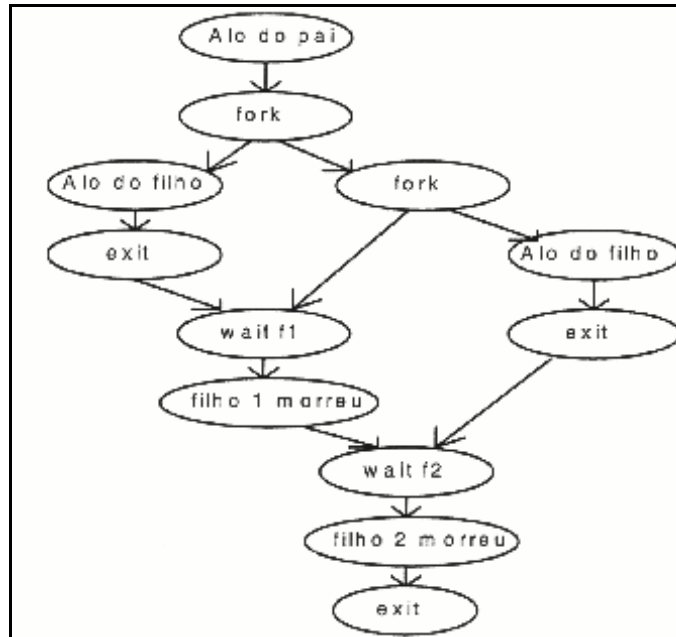 Alo do pai
fork
Alo do filho
fork
exit
Alo do filho
wait f1
exit
filho 1 morreu
wait f2
filho 2 morreu
exit